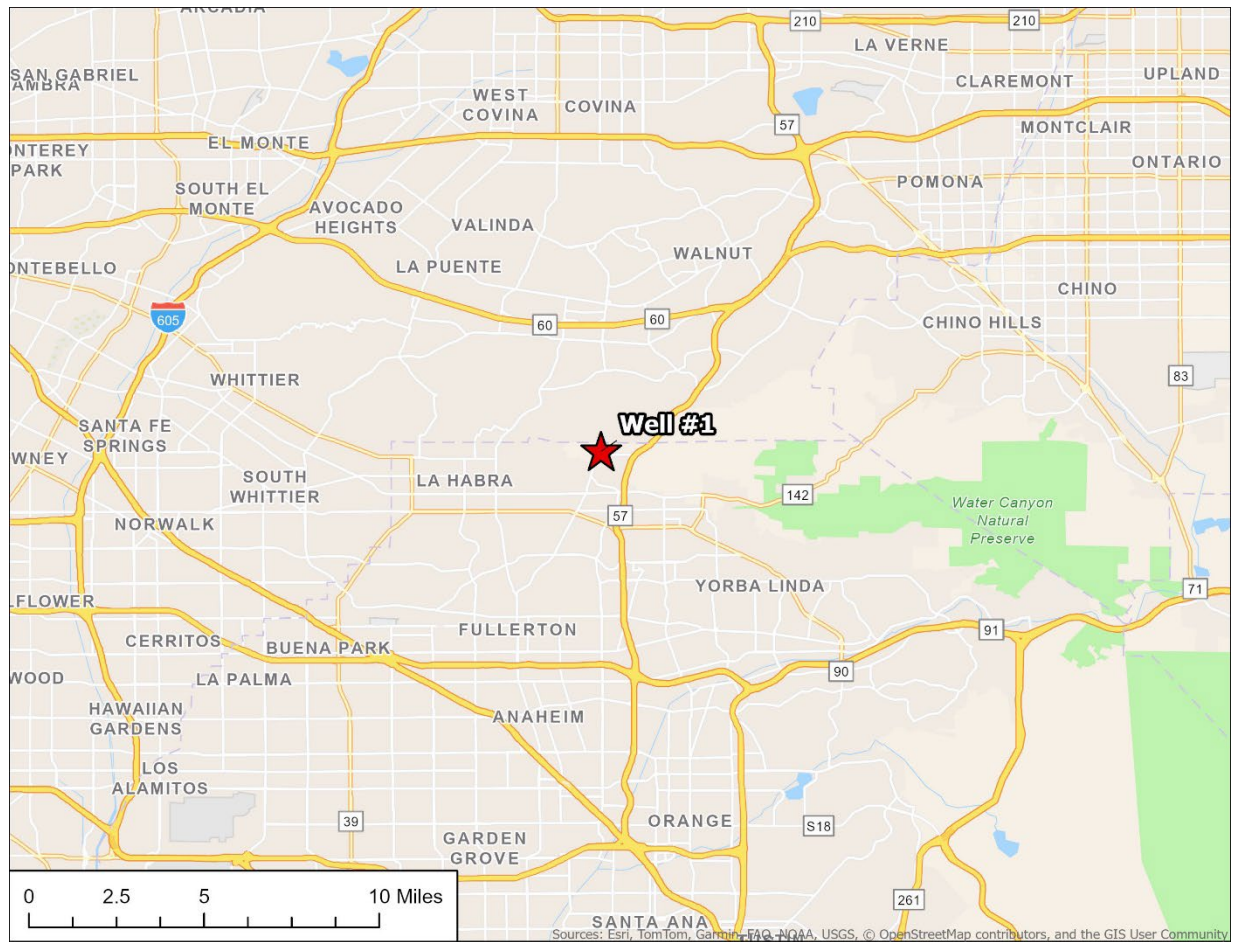 ARCADIA
210
210
LA VERNE
SAN GABRIEL
AMBRA
CLAREMONT
UPLAND
WEST
COVINA
COVINA
57
MONTCLAIR
EL MONTE
ONTEREY
PARK
ONTARIO
POMONA
SOUTH EL
MONTE
AVOCADO
HEIGHTS
VALINDA
WALNUT
ONTEBELLO
LA PUENTE
CHINO
605
60
60
CHINO HILLS
WHITTIER
83
Well #1
SANTA FE
SPRINGS
WNEY
SOUTH
WHITTIER
LA HABRA
142
Water Canyon
Natural
Preserve
NORWALK
57
YORBA LINDA
71
LFLOWER
CERRITOS
BUENA PARK
FULLERTON
91
90
WOOD
LA PALMA
HAWAIIAN
GARDENS
ANAHEIM
LOS
ALAMITOS
39
ORANGE
S18
GARDEN
GROVE
0 2.5 5 10 Miles
261
SANTA ANA
TUSTIN
Sources: Esri, TomTom, Garmin, FAO, NOAA, USGS, © OpenStreetMap contributors, and the GIS User Community